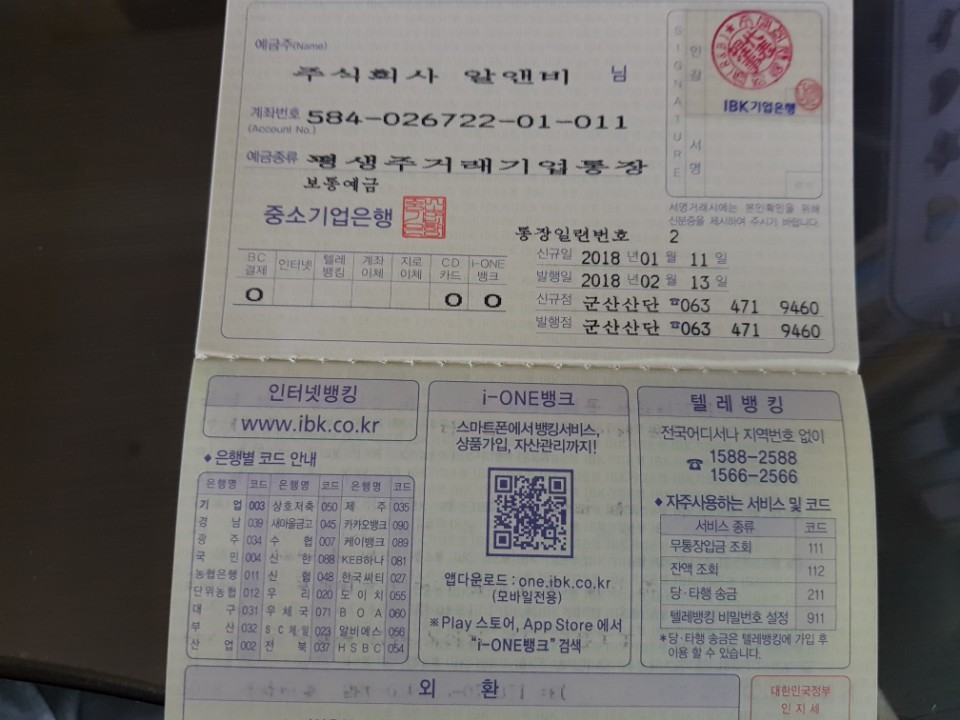 예금주(Name)
주식회사 알앤비 님
계좌번호 584-026722-01-011
(Account No.)
예금종류 평생주거래기업통장
보통예금
중소기업은행
SIGNATURE
인감
서명
IBK기업은행
서명거래시에는 본인확인을 위해
신분증을 제시하여 주시기 바랍니다.
통장일련번호 2
신규일 2018 년 01 월 11 일
발행일 2018 년 02 월 13 일
신규점 군산산단 ☎063 471 9460
발행점 군산산단 ☎063 471 9460
BC결제 인터넷 텔레뱅킹 계좌이체 지로이체 CD카드 i-ONE뱅크
O O O
인터넷뱅킹
www.ibk.co.kr
◆은행별 코드 안내
은행명 코드 은행명 코드 은행명 코드
기업 003 상호저축 050 제주 035
경남 039 새마을금고 045 카카오뱅크 090
광주 034 수협 007 케이뱅크 089
국민 004 신한 088 KEB하나 081
농협은행 011 신협 048 한국씨티 027
단위농협 012 우리 020 도이치 055
대구 031 우체국 071 BOA 060
부산 032 SC제일 023 알비에스 056
산업 002 전북 037 HSBC 054
i-ONE뱅크
스마트폰에서 뱅킹서비스,
상품가입, 자산관리까지!
앱다운로드 : one.ibk.co.kr
(모바일전용)
※Play 스토어, App Store 에서
"i-ONE뱅크" 검색
텔레뱅킹
전국어디서나 지역번호 없이
☎ 1588-2588
1566-2566
◆ 자주사용하는 서비스 및 코드
서비스 종류 코드
무통장입금 조회 111
잔액 조회 112
당·타행 송금 211
텔레뱅킹 비밀번호 설정 911
*당·타행 송금은 텔레뱅킹에 가입 후
이용 할 수 있습니다.
외환
대한민국정부
인지세